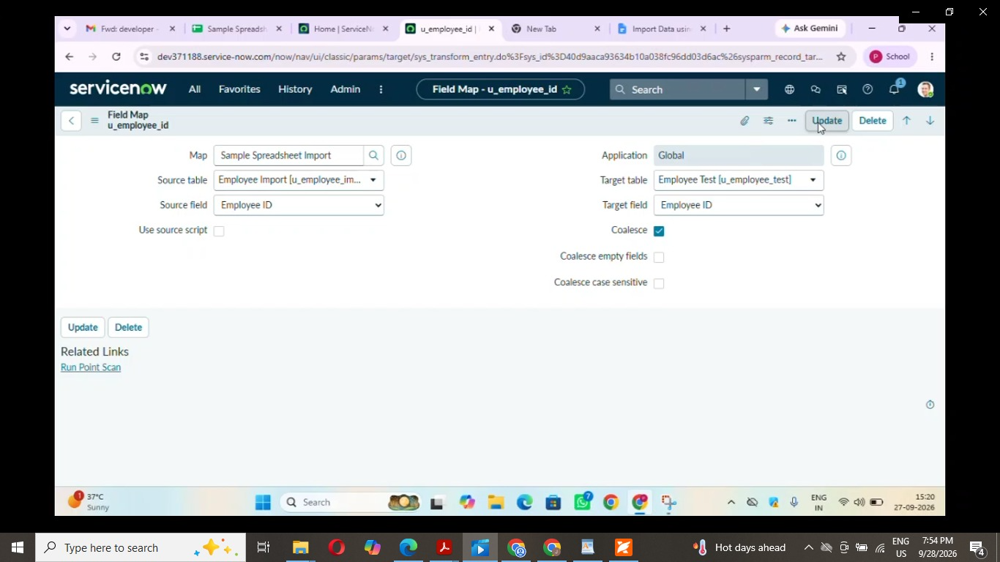 Fwd: developer -
Sample Spreadsh
Home | ServiceN
u_employee_id |
New Tab
Import Data usin
Ask Gemini
dev371188.service-now.com/now/nav/ui/classic/params/target/sys_transform_entry.do%3Fsys_id%3D40d9aaca93634b10a038fc96dd03d6ac%26sysparm_record_tar...
P
School
servicenow
All
Favorites
History
Admin
Field Map - u_employee_id
Search
1
Field Map
u_employee_id
Update
Delete
Map
Sample Spreadsheet Import
Application
Global
Source table
Employee Import [u_employee_im...
Target table
Employee Test [u_employee_test]
Source field
Employee ID
Target field
Employee ID
Use source script
Coalesce
Coalesce empty fields
Coalesce case sensitive
Update
Delete
Related Links
Run Point Scan
1
37°C
Sunny
Search
7
ENG
IN
15:20
27-09-2026
Type here to search
Hot days ahead
ENG
US
7:54 PM
9/28/2026
4